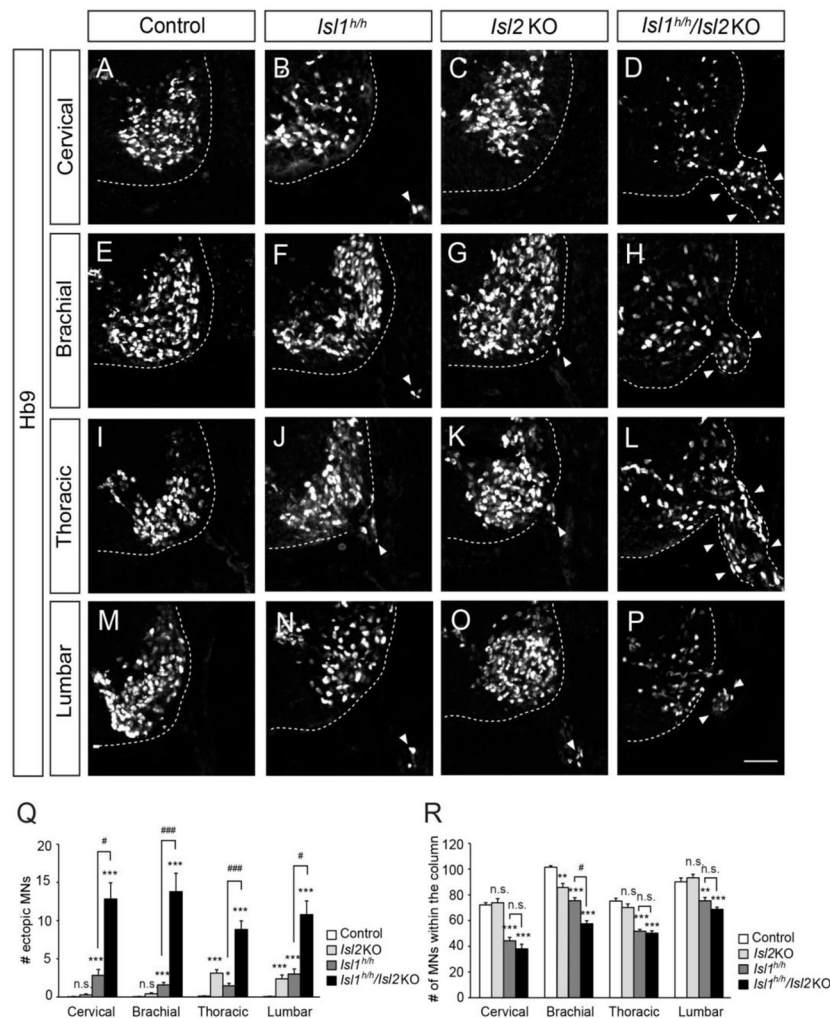 Control Isl1h/h Isl2 KO Isl1h/h/Isl2KO
Hb9
Cervical
A B C D
Brachial
E F G H
Thoracic
I J K L
Lumbar
M N O P
Q
# ectopic MNs
20
15
10
5
0
# ### ### #
*** *** *** ***
n.s. *** n.s. *** *** * *** ***
Cervical Brachial Thoracic Lumbar
Control
Isl2KO
Isl1h/h
Isl1h/h/Isl2KO
R
# of MNs within the column
120
100
80
60
40
20
0
n.s. ** # n.s. n.s.
n.s. n.s. ** n.s.
*** *** *** *** *** *** ***
Cervical Brachial Thoracic Lumbar
Control
Isl2KO
Isl1h/h
Isl1h/h/Isl2KO